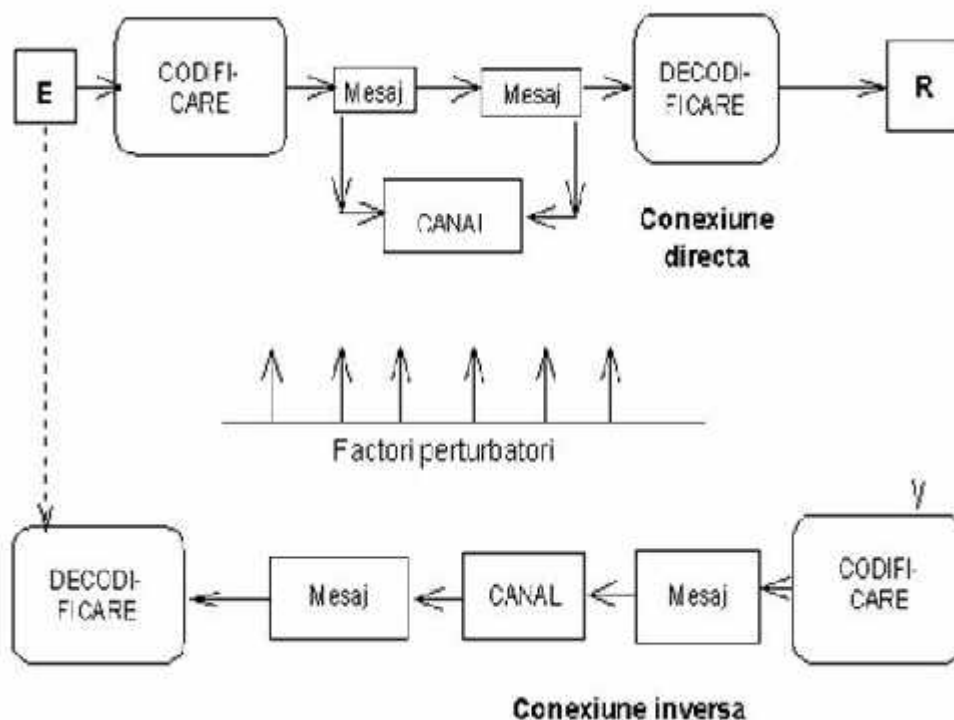 E
CODIFI-
CARE
Mesaj
Mesaj
DECODI-
FICARE
R
CANAL
Conexiune
directa
Factori perturbatori
DECODI-
FICARE
Mesaj
CANAL
Mesaj
CODIFI-
CARE
Conexiune inversa